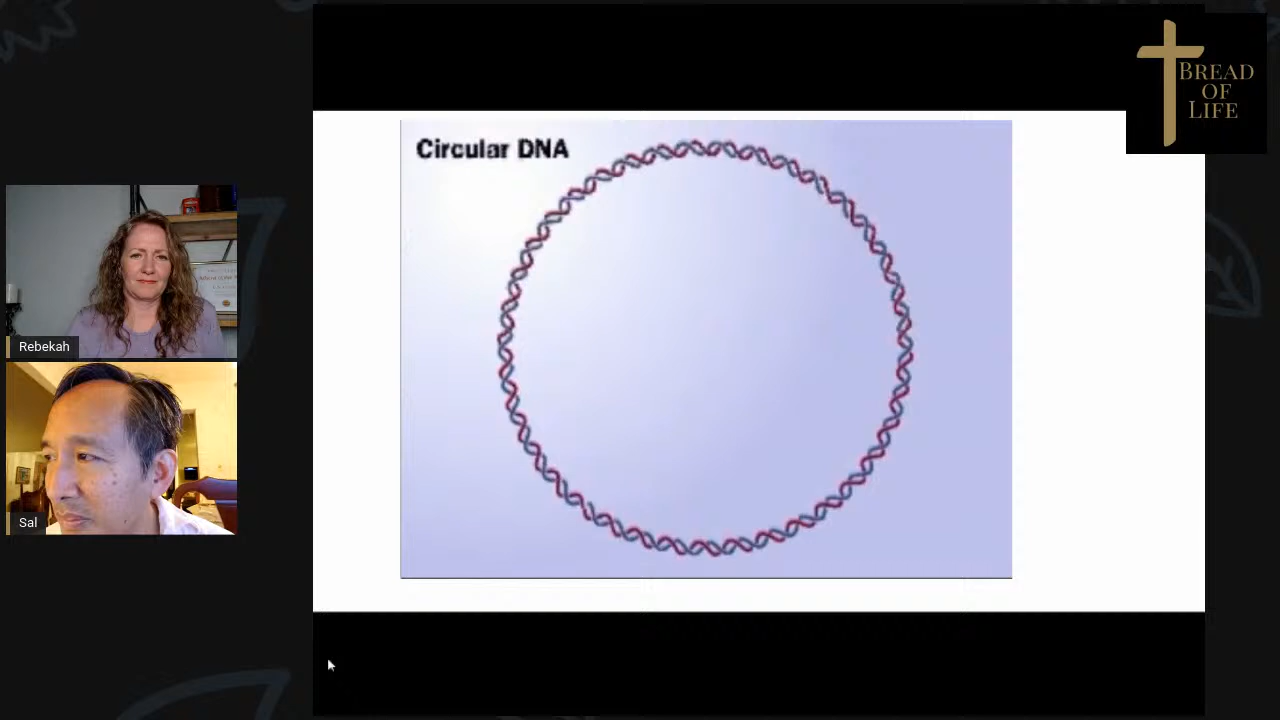 Circular DNA
BREAD
OF
LIFE
Rebekah
Sal